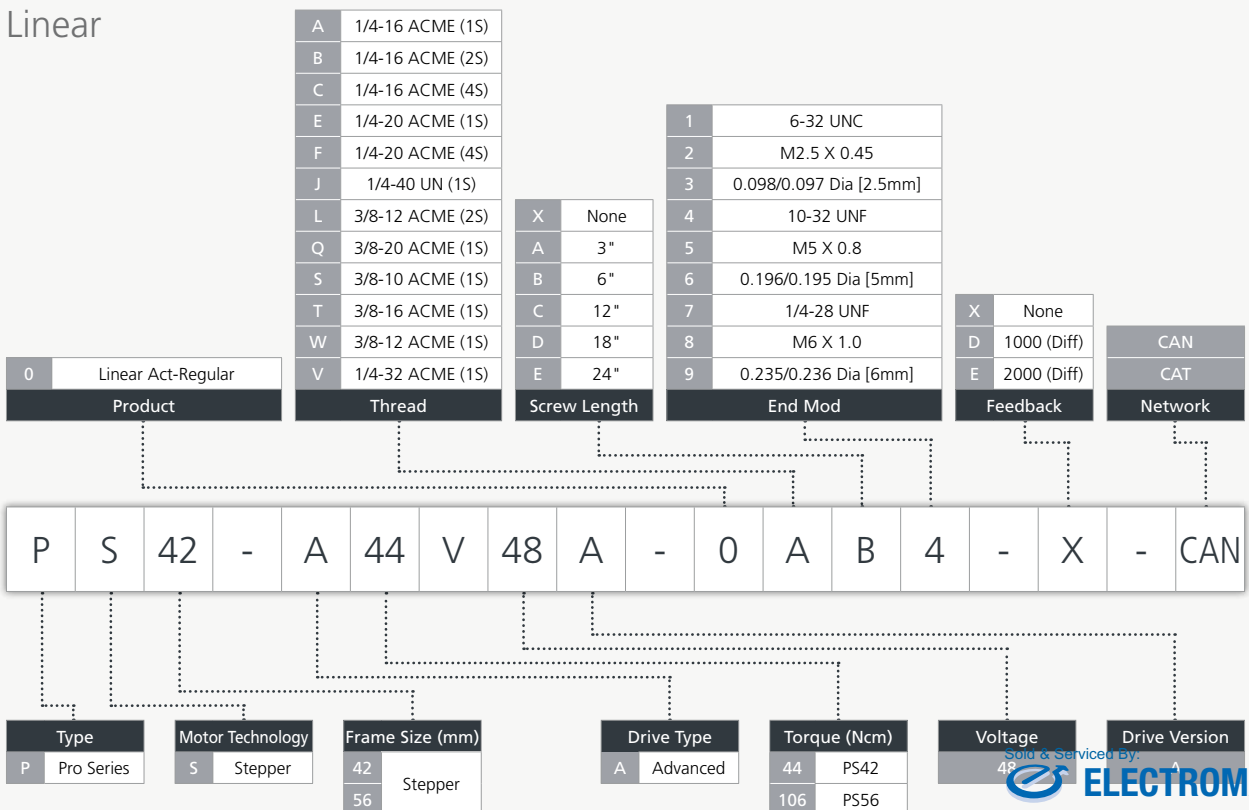 Linear
A 1/4-16 ACME (1S)
B 1/4-16 ACME (2S)
C 1/4-16 ACME (4S)
E 1/4-20 ACME (1S)
F 1/4-20 ACME (4S)
J 1/4-40 UN (1S)
L 3/8-12 ACME (2S)
Q 3/8-20 ACME (1S)
S 3/8-10 ACME (1S)
T 3/8-16 ACME (1S)
W 3/8-12 ACME (1S)
V 1/4-32 ACME (1S)
X None
A 3"
B 6"
C 12"
D 18"
E 24"
1 6-32 UNC
2 M2.5 X 0.45
3 0.098/0.097 Dia [2.5mm]
4 10-32 UNF
5 M5 X 0.8
6 0.196/0.195 Dia [5mm]
7 1/4-28 UNF
8 M6 X 1.0
9 0.235/0.236 Dia [6mm]
X None
D 1000 (Diff)
E 2000 (Diff)
CAN
CAT
0 Linear Act-Regular
Product Thread Screw Length End Mod Feedback Network
P S 42 - A 44 V 48 A - 0 A B 4 - X - CAN
Type Motor Technology Frame Size (mm) Drive Type Torque (Ncm) Voltage Drive Version
P Pro Series
S Stepper
42
56
Stepper
A Advanced
44 PS42
106 PS56
48
A
Sold & Serviced By:
ELECTROM